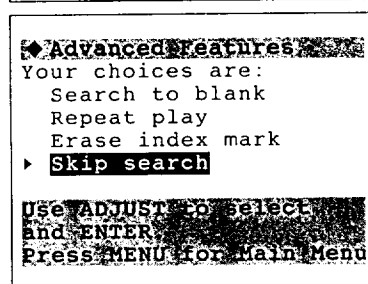 ◆ Advanced Features
Your choices are:
Search to blank
Repeat play
Erase index mark
▸ Skip search
Use ADJUST to select
and ENTER
Press MENU for Main Menu